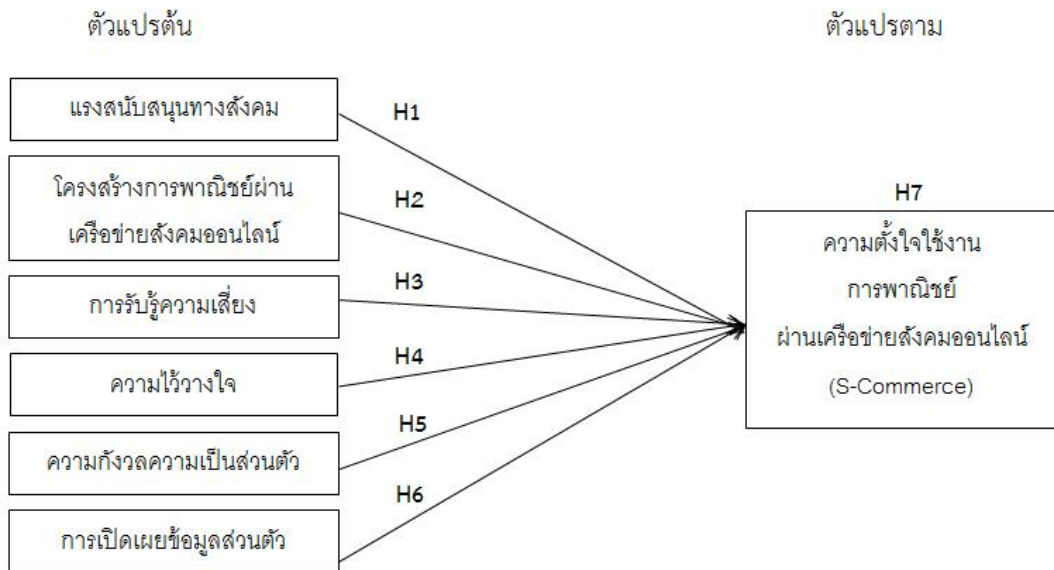 ตัวแปรต้น
ตัวแปรตาม
แรงสนับสนุนทางสังคม
H1
โครงสร้างการพาณิชย์ผ่าน
เครือข่ายสังคมออนไลน์
H2
การรับรู้ความเสี่ยง
H3
ความไว้วางใจ
H4
ความกังวลความเป็นส่วนตัว
H5
การเปิดเผยข้อมูลส่วนตัว
H6
H7
ความตั้งใจใช้งาน
การพาณิชย์
ผ่านเครือข่ายสังคมออนไลน์
(S-Commerce)